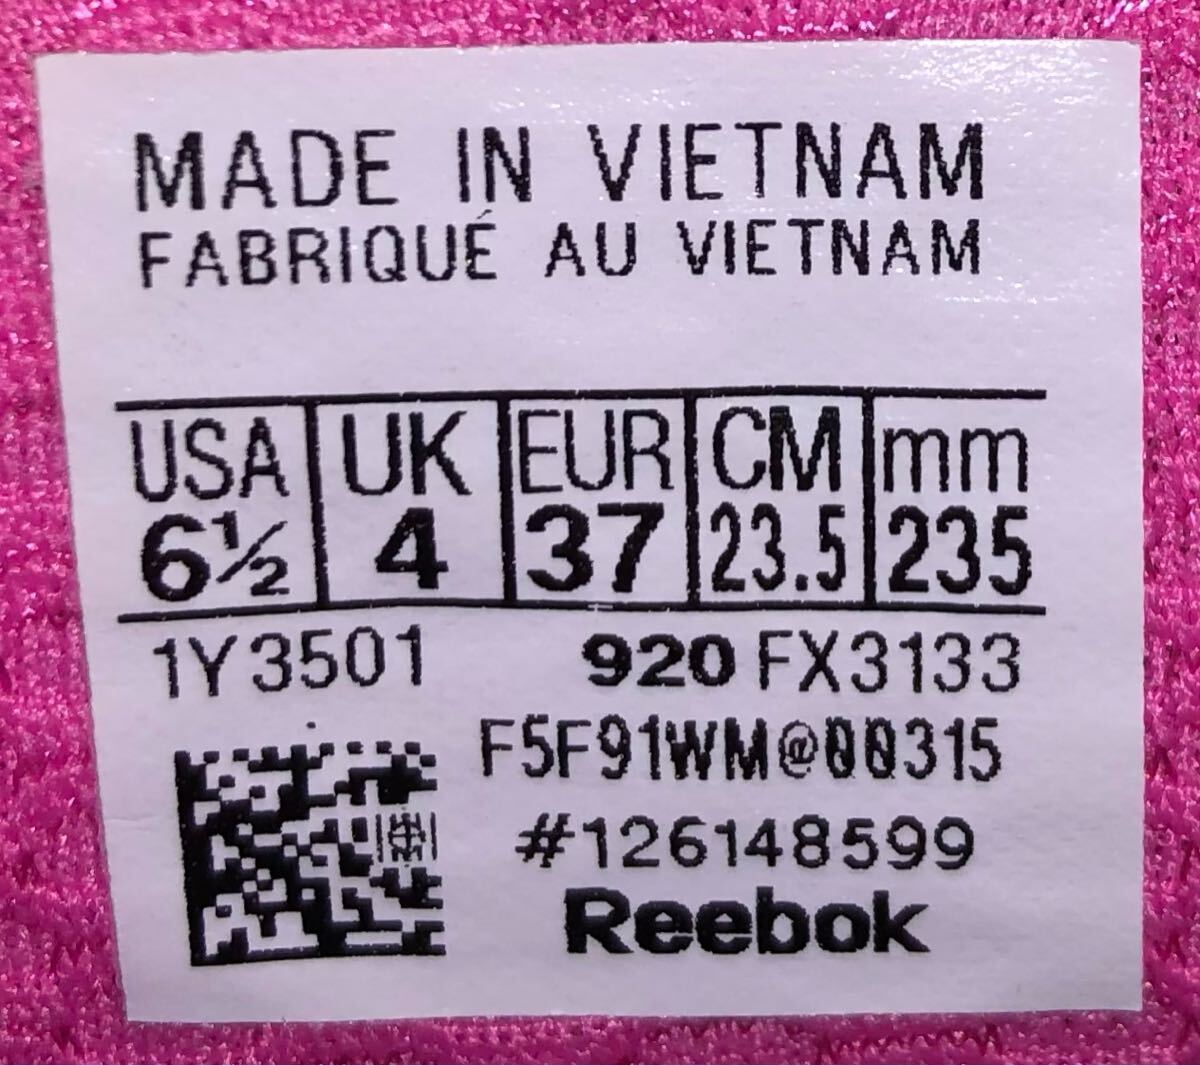 MADE IN VIETNAM
FABRIQUÉ AU VIETNAM
USA UK EUR CM mm
6½ 4 37 23.5 235
1Y3501 920 FX3133
F5F91WM@00315
#126148599
Reebok